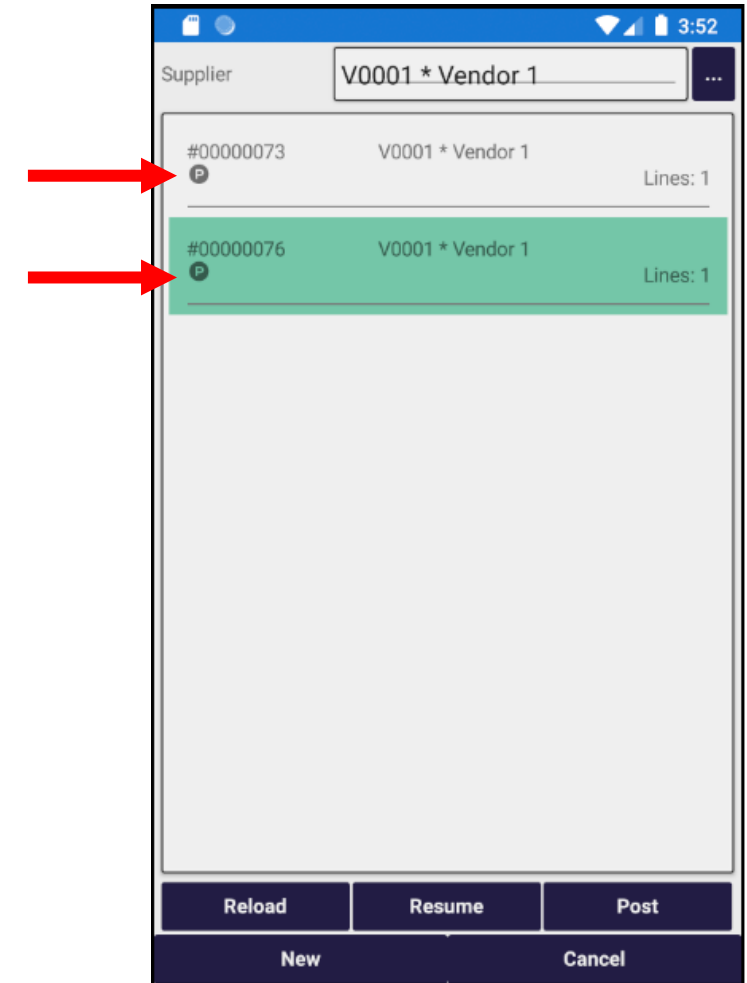 3:52
Supplier V0001 * Vendor 1 ...
#00000073 V0001 * Vendor 1
P
Lines: 1
#00000076 V0001 * Vendor 1
P
Lines: 1
Reload Resume Post
New Cancel